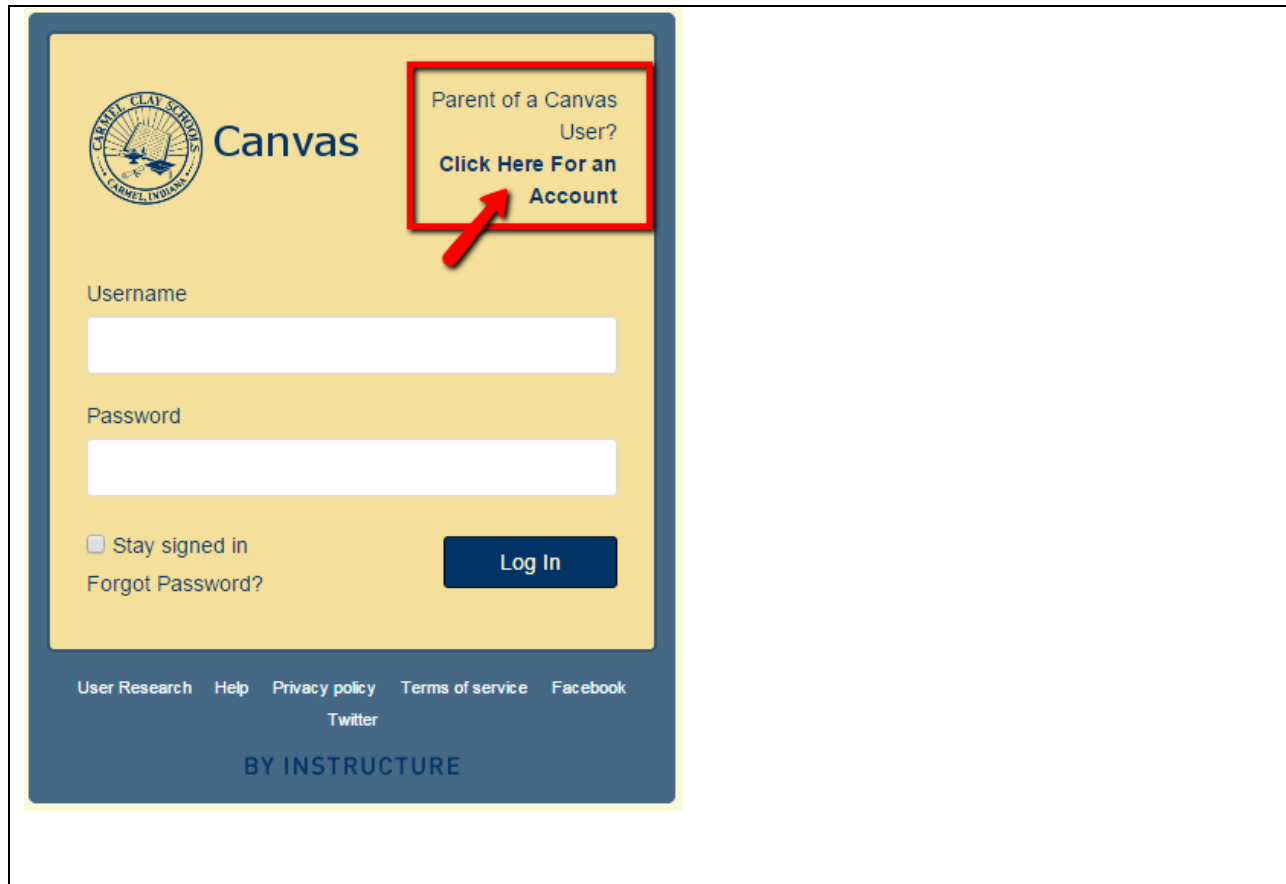 CARMEL CLAY SCHOOLS
CARMEL, INDIANA
Canvas
Parent of a Canvas
User?
Click Here For an
Account
Username
Password
Stay signed in
Forgot Password?
Log In
User Research Help Privacy policy Terms of service Facebook
Twitter
BY INSTRUCTURE